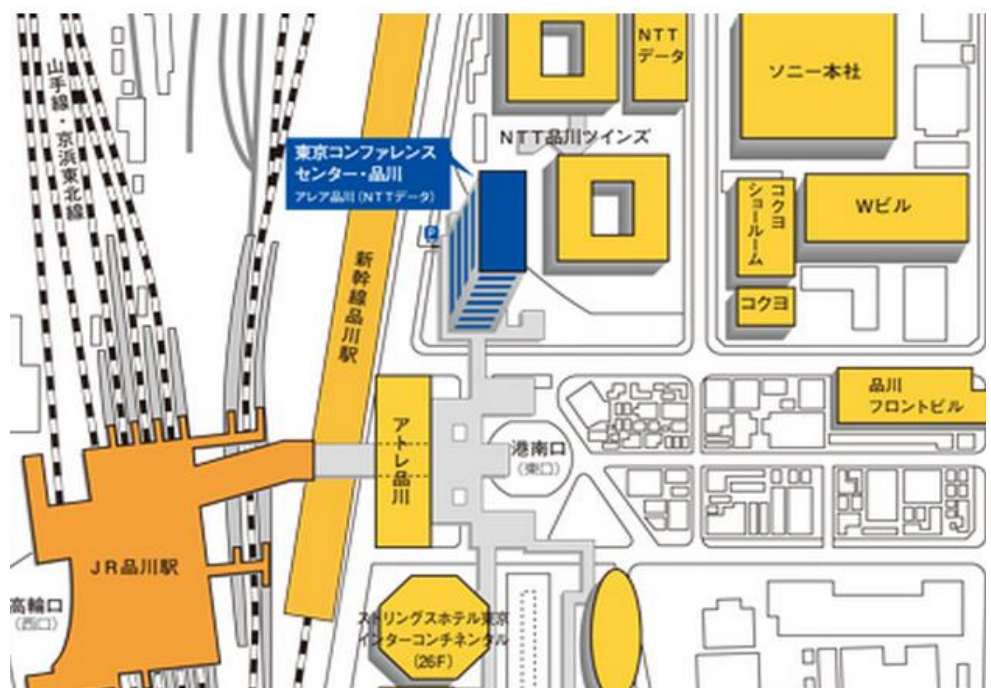 山手線・京浜東北線
NTT
データ
ソニー本社
NTT品川ツインズ
東京コンファレンス
センター・品川
アレア品川(NTTデータ)
P
コクヨ
ショールーム
Wビル
コクヨ
新幹線品川駅
品川
フロントビル
アトレ品川
港南口
(東口)
JR品川駅
高輪口
(西口)
ストリングスホテル東京
インターコンチネンタル
(26F)